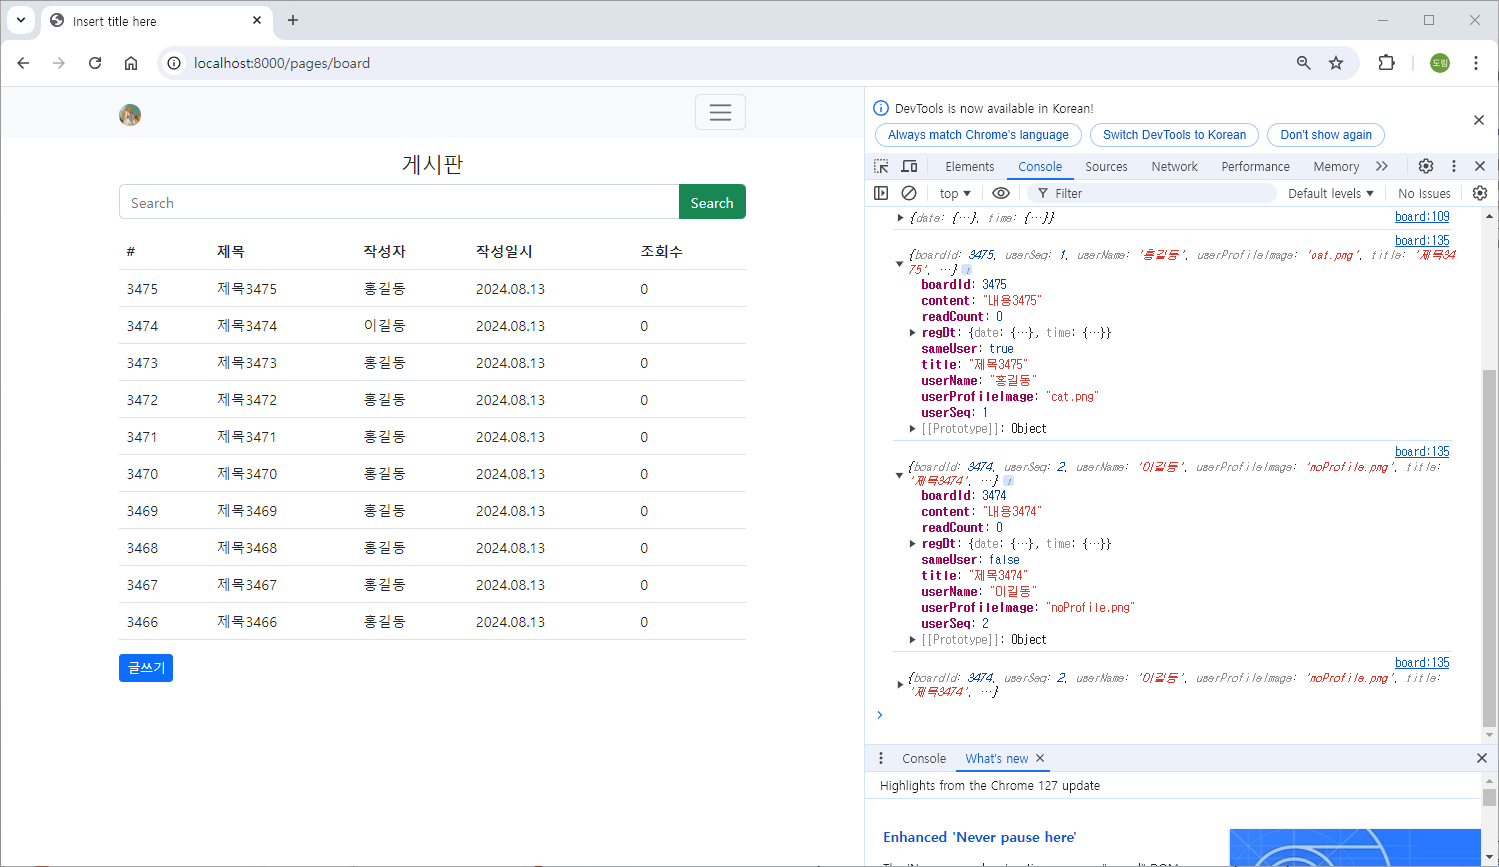 Insert title here
localhost:8000/pages/board
도림
게시판
Search
Search
# 제목 작성자 작성일시 조회수
3475 제목3475 홍길동 2024.08.13 0
3474 제목3474 이길동 2024.08.13 0
3473 제목3473 홍길동 2024.08.13 0
3472 제목3472 홍길동 2024.08.13 0
3471 제목3471 홍길동 2024.08.13 0
3470 제목3470 홍길동 2024.08.13 0
3469 제목3469 홍길동 2024.08.13 0
3468 제목3468 홍길동 2024.08.13 0
3467 제목3467 홍길동 2024.08.13 0
3466 제목3466 홍길동 2024.08.13 0
글쓰기
DevTools is now available in Korean!
Always match Chrome's language Switch DevTools to Korean Don't show again
Elements Console Sources Network Performance Memory
top Filter Default levels No Issues
{date: {…}, time: {…}} board:109
board:135
{boardId: 3475, userSeq: 1, userName: '홍길동', userProfileImage: 'cat.png', title: '제목34
75', …}
boardId: 3475
content: "내용3475"
readCount: 0
regDt: {date: {…}, time: {…}}
sameUser: true
title: "제목3475"
userName: "홍길동"
userProfileImage: "cat.png"
userSeq: 1
[[Prototype]]: Object
board:135
{boardId: 3474, userSeq: 2, userName: '이길동', userProfileImage: 'noProfile.png', title:
'제목3474', …}
boardId: 3474
content: "내용3474"
readCount: 0
regDt: {date: {…}, time: {…}}
sameUser: false
title: "제목3474"
userName: "이길동"
userProfileImage: "noProfile.png"
userSeq: 2
[[Prototype]]: Object
board:135
{boardId: 3474, userSeq: 2, userName: '이길동', userProfileImage: 'noProfile.png', title:
'제목3474', …}
Console What's new
Highlights from the Chrome 127 update
Enhanced 'Never pause here'